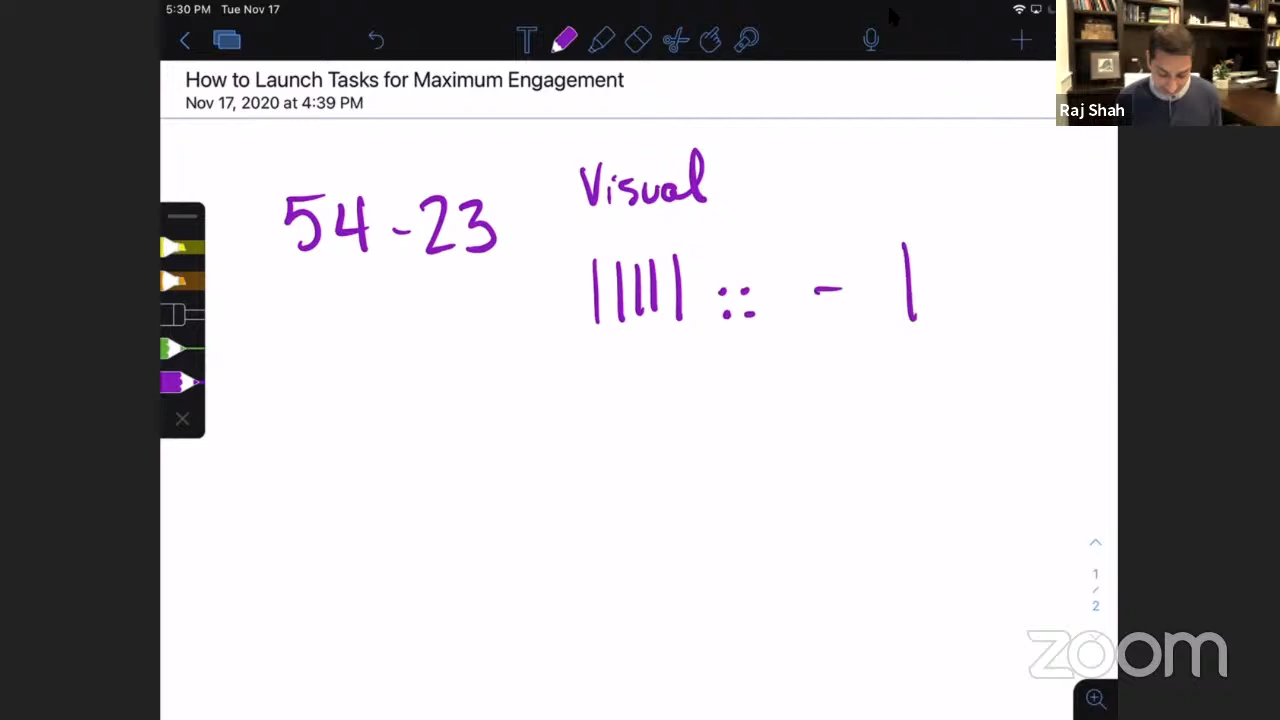 5:30 PM Tue Nov 17
How to Launch Tasks for Maximum Engagement
Nov 17, 2020 at 4:39 PM
Raj Shah
Visual
54-23
-
1
/
2
zoom